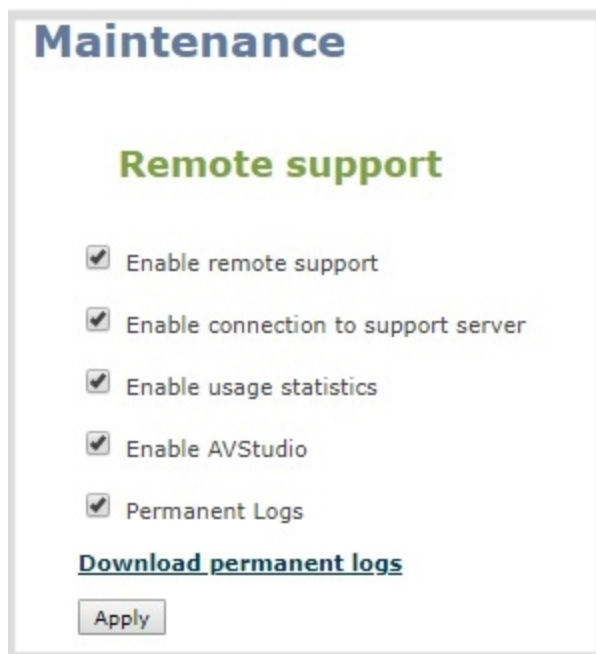 Maintenance
Remote support
Enable remote support
Enable connection to support server
Enable usage statistics
Enable AVStudio
Permanent Logs
Download permanent logs
Apply